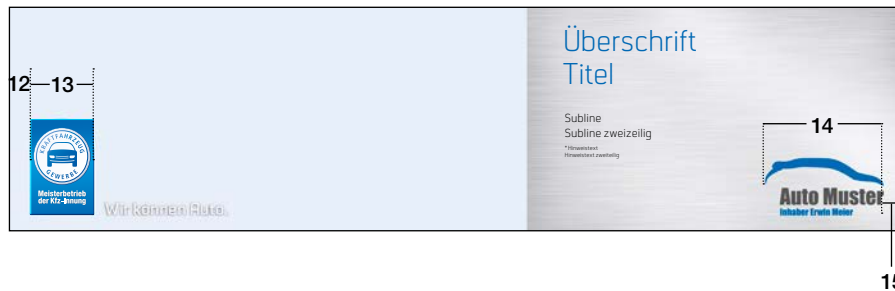 Überschrift
Titel
12
13
Subline
Subline zweizeilig
*Hinweistext
Hinweistext zweiteilig
14
KRAFTFAHRZEUG
GEWERBE
Meisterbetrieb
der Kfz-Innung
Wir können Auto.
Auto Muster
Inhaber Erwin Meier
15